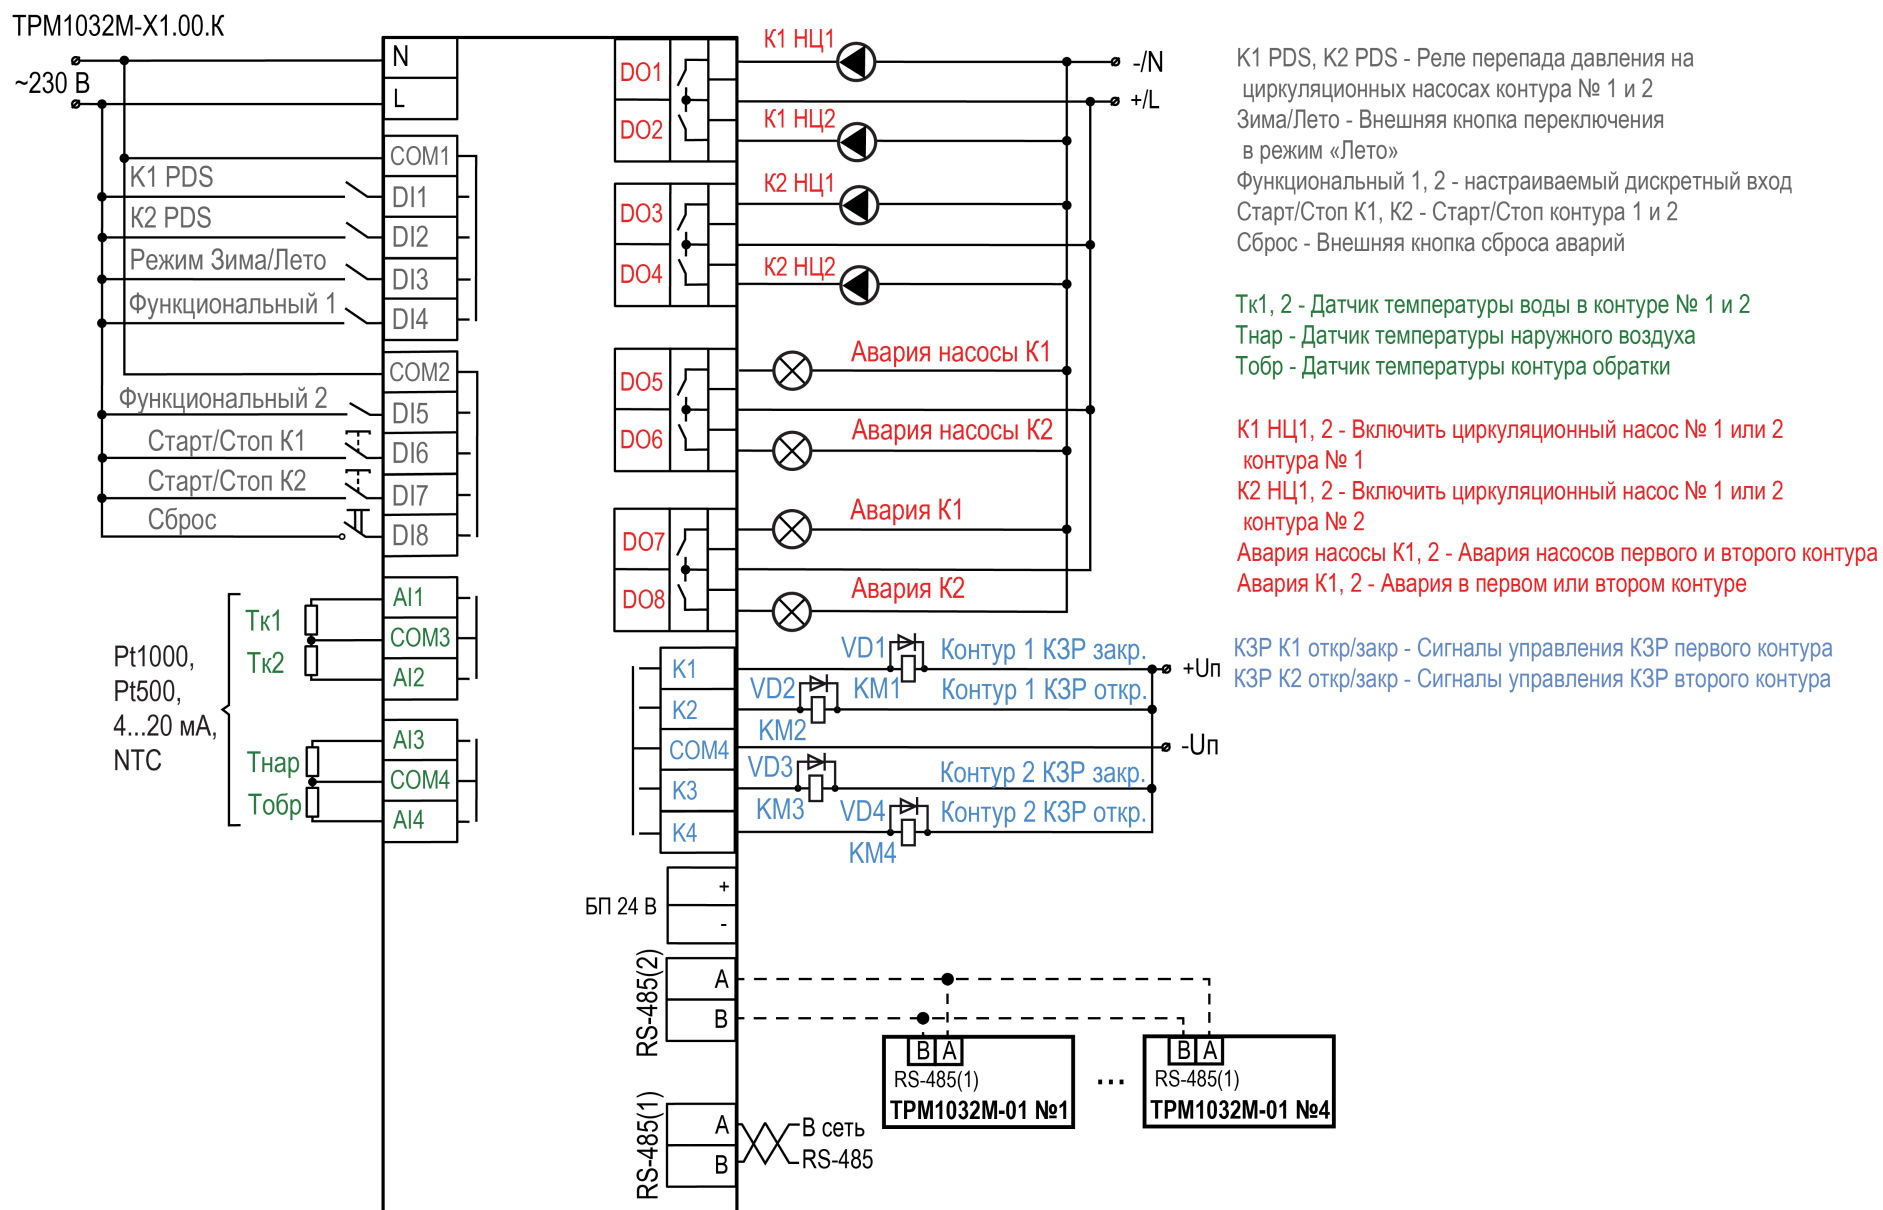 ТРМ1032М-Х1.00.К
~230 В
N
L
COM1
K1 PDS
DI1
K2 PDS
DI2
Режим Зима/Лето
DI3
Функциональный 1
DI4
COM2
Функциональный 2
DI5
Старт/Стоп К1
DI6
Старт/Стоп К2
DI7
Сброс
DI8
Pt1000,
Pt500,
4...20 мА,
NTC
Тк1
Тк2
AI1
COM3
AI2
Тнар
Тобр
AI3
COM4
AI4
DO1
DO2
К1 НЦ1
К1 НЦ2
-/N
+/L
DO3
DO4
К2 НЦ1
К2 НЦ2
DO5
DO6
Авария насосы К1
Авария насосы К2
DO7
DO8
Авария К1
Авария К2
K1
K2
COM4
K3
K4
VD1
Контур 1 КЗР закр.
KM1
VD2
Контур 1 КЗР откр.
KM2
VD3
Контур 2 КЗР закр.
KM3
VD4
Контур 2 КЗР откр.
KM4
+Uп
-Uп
БП 24 В
+
-
RS-485(2)
A
B
B A
RS-485(1)
ТРМ1032М-01 №1
...
B A
RS-485(1)
ТРМ1032М-01 №4
RS-485(1)
A
B
В сеть
RS-485
K1 PDS, K2 PDS - Реле перепада давления на
циркуляционных насосах контура № 1 и 2
Зима/Лето - Внешняя кнопка переключения
в режим «Лето»
Функциональный 1, 2 - настраиваемый дискретный вход
Старт/Стоп К1, К2 - Старт/Стоп контура 1 и 2
Сброс - Внешняя кнопка сброса аварий
Тк1, 2 - Датчик температуры воды в контуре № 1 и 2
Тнар - Датчик температуры наружного воздуха
Тобр - Датчик температуры контура обратки
К1 НЦ1, 2 - Включить циркуляционный насос № 1 или 2
контура № 1
К2 НЦ1, 2 - Включить циркуляционный насос № 1 или 2
контура № 2
Авария насосы К1, 2 - Авария насосов первого и второго контура
Авария К1, 2 - Авария в первом или втором контуре
КЗР К1 откр/закр - Сигналы управления КЗР первого контура
КЗР К2 откр/закр - Сигналы управления КЗР второго контура